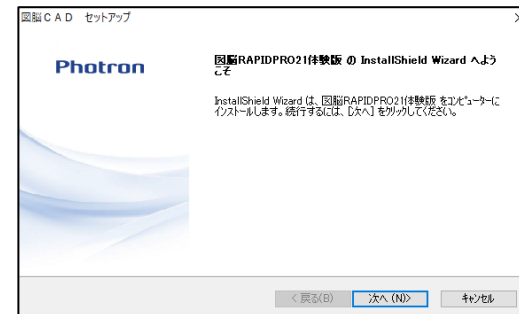 図脳CAD セットアップ
Photron
図脳RAPIDPRO21体験版 の InstallShield Wizard へよう
こそ
InstallShield Wizard は、図脳RAPIDPRO21体験版 をコンピューターに
インストールします。続行するには、[次へ] をクリックしてください。
< 戻る(B)
次へ (N)>
キャンセル